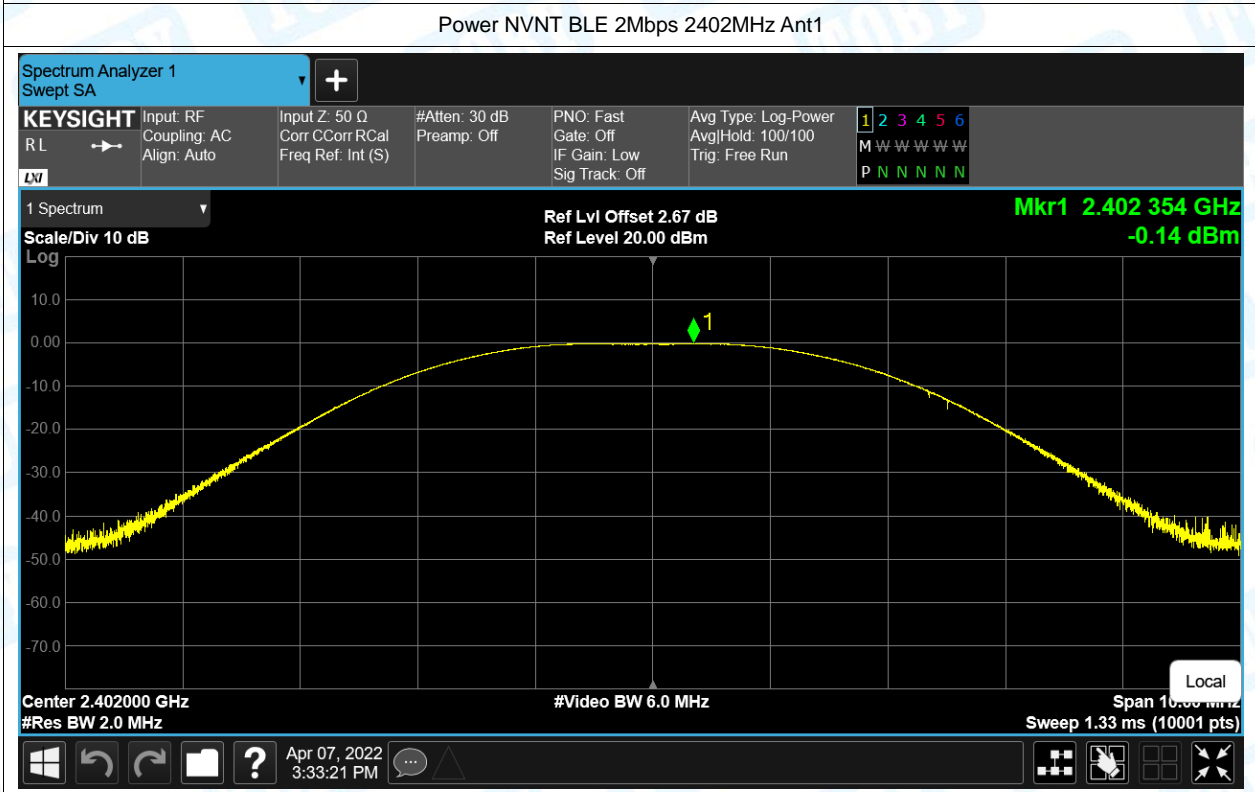 Power NVNT BLE 2Mbps 2402MHz Ant1
Spectrum Analyzer 1
Swept SA
KEYSIGHT
R L
LXI
Input: RF
Coupling: AC
Align: Auto
Input Z: 50 Ω
Corr CCorr RCal
Freq Ref: Int (S)
#Atten: 30 dB
Preamp: Off
PNO: Fast
Gate: Off
IF Gain: Low
Sig Track: Off
Avg Type: Log-Power
Avg|Hold: 100/100
Trig: Free Run
1 2 3 4 5 6
M W W W W W
P N N N N N
1 Spectrum
Scale/Div 10 dB
Ref Lvl Offset 2.67 dB
Ref Level 20.00 dBm
Mkr1 2.402 354 GHz
-0.14 dBm
Log
10.0
1
0.00
-10.0
-20.0
-30.0
-40.0
-50.0
-60.0
-70.0
Local
Center 2.402000 GHz
#Video BW 6.0 MHz
Span 10.00 MHz
#Res BW 2.0 MHz
Sweep 1.33 ms (10001 pts)
?
Apr 07, 2022
3:33:21 PM